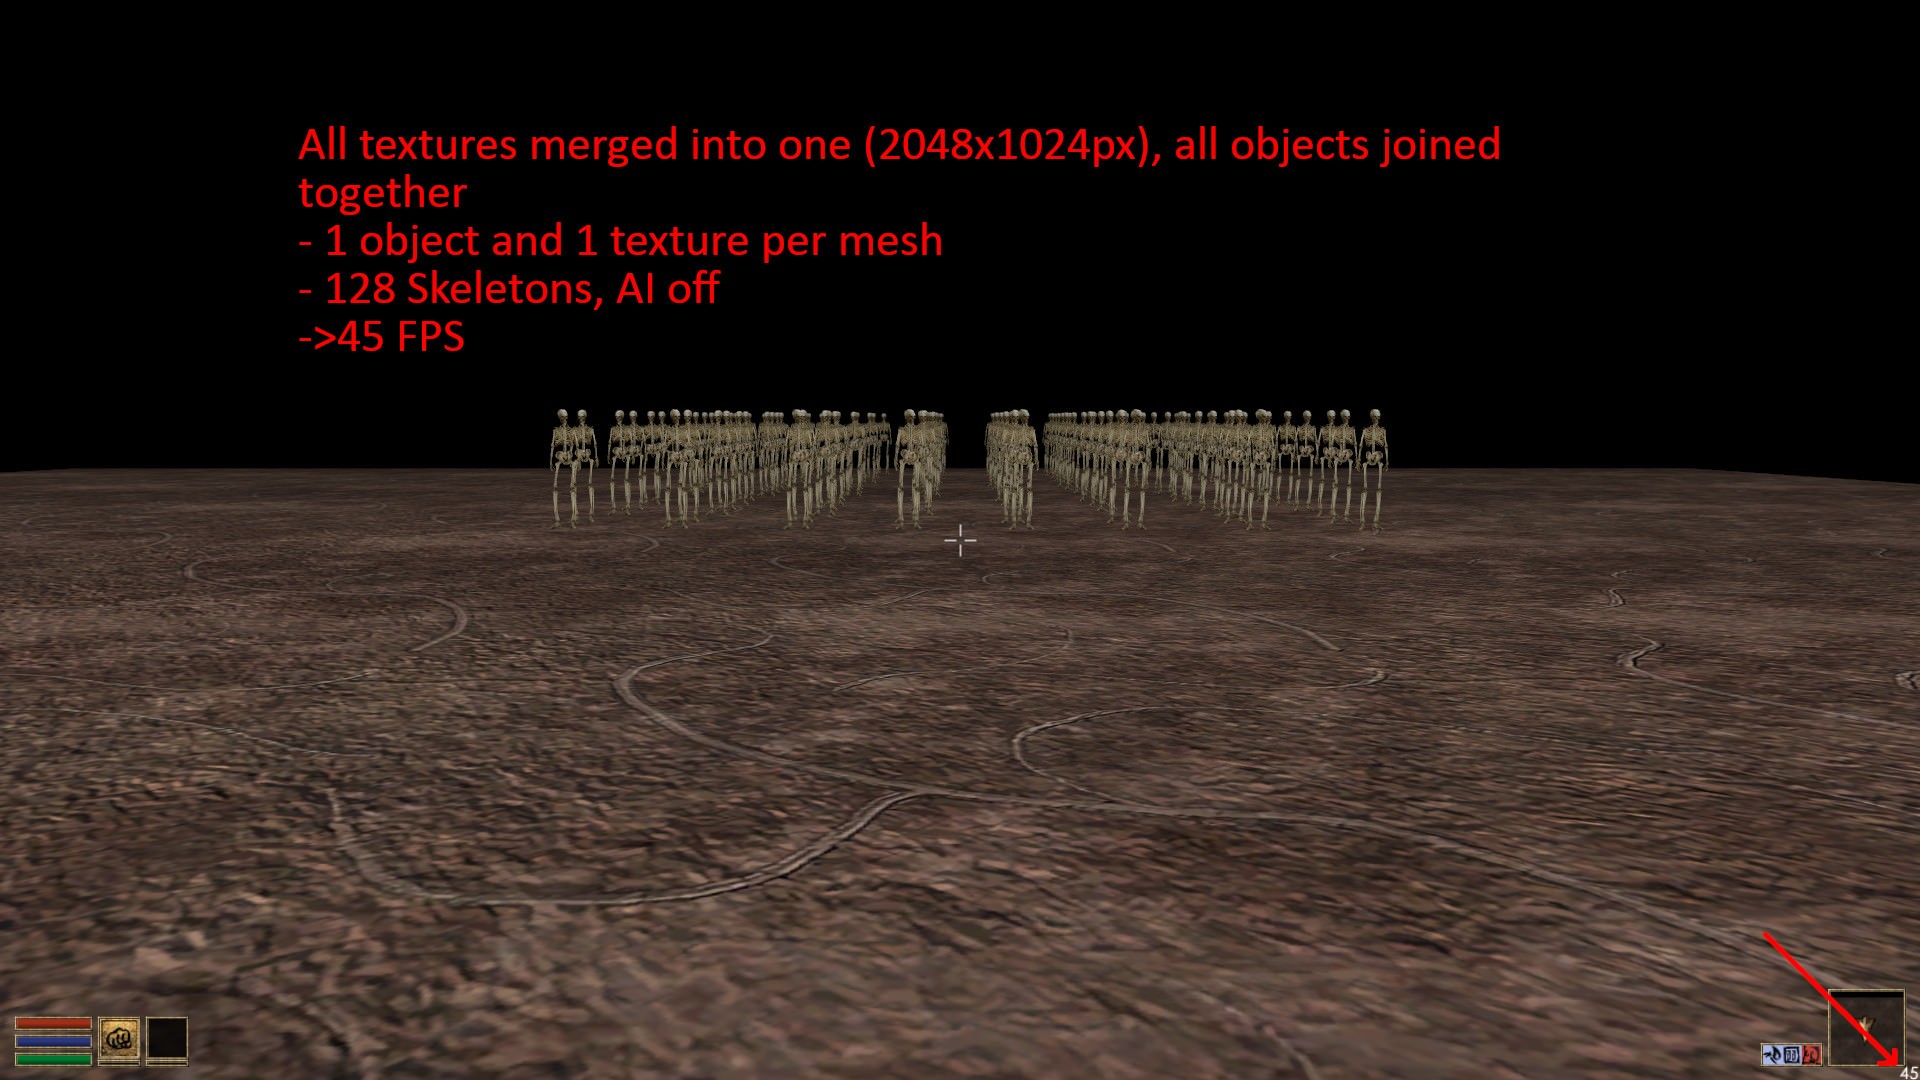 All textures merged into one (2048x1024px), all objects joined
together
- 1 object and 1 texture per mesh
- 128 Skeletons, AI off
->45 FPS
45